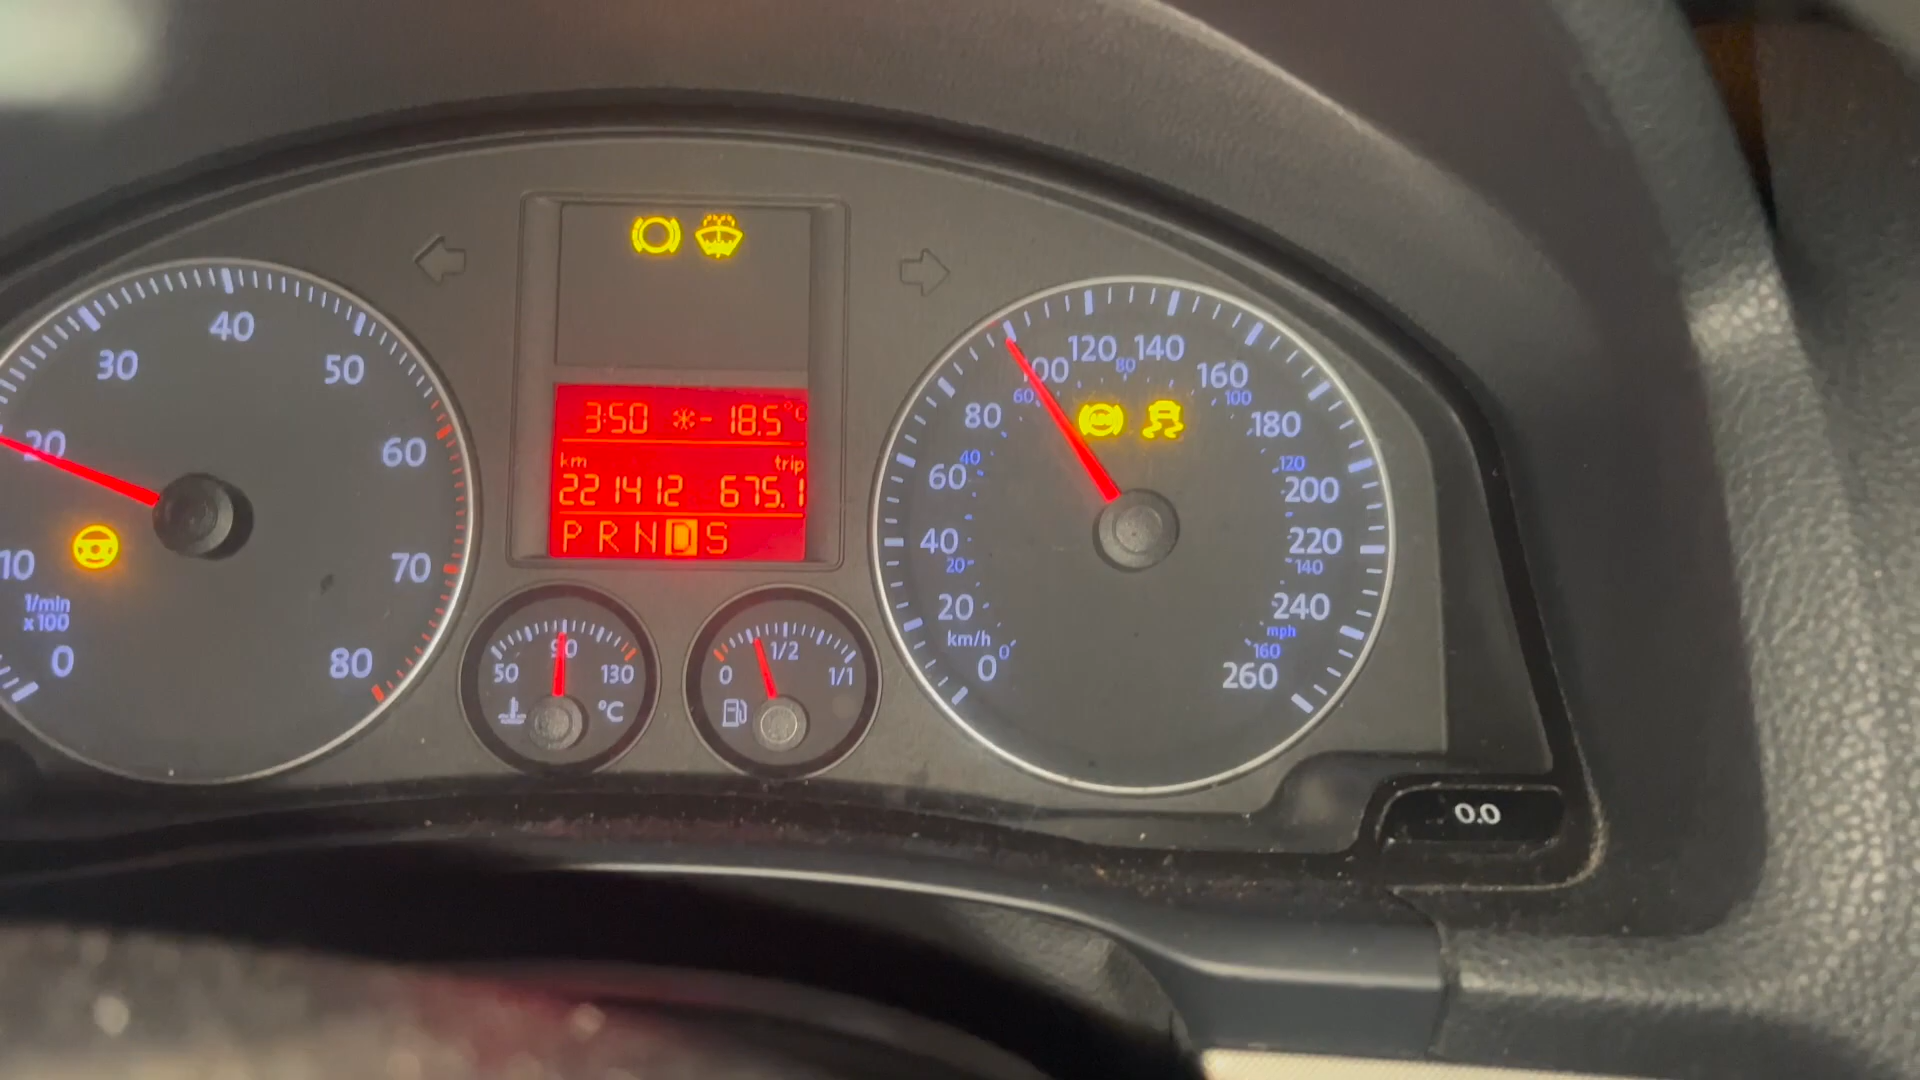 40
30
50
20
60
10
70
1/min
x100
0
80
3:50 -18.5°C
km trip
221412 675.1
P R N D S
50 90 130
°C
0 1/2 1/1
100 120 140
80
160
60
100
80
180
40
120
60
200
40
220
20
140
20
240
km/h
mph
0
0
160
260
0.0